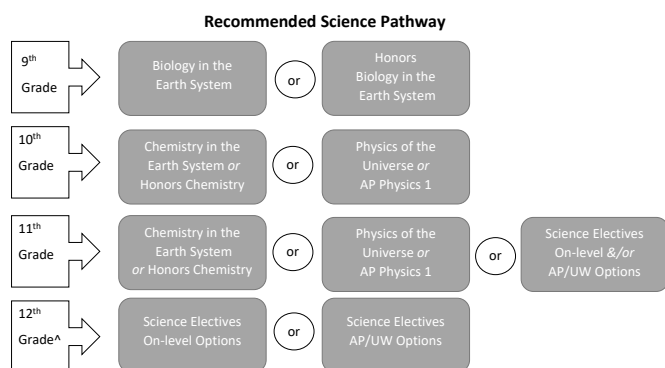 Recommended Science Pathway
9th
Grade
Biology in the
Earth System
or
Honors
Biology in the
Earth System
10th
Grade
Chemistry in the
Earth System or
Honors Chemistry
or
Physics of the
Universe or
AP Physics 1
11th
Grade
Chemistry in the
Earth System
or Honors Chemistry
or
Physics of the
Universe or
AP Physics 1
or
Science Electives
On-level &/or
AP/UW Options
12th
Grade^
Science Electives
On-level Options
or
Science Electives
AP/UW Options